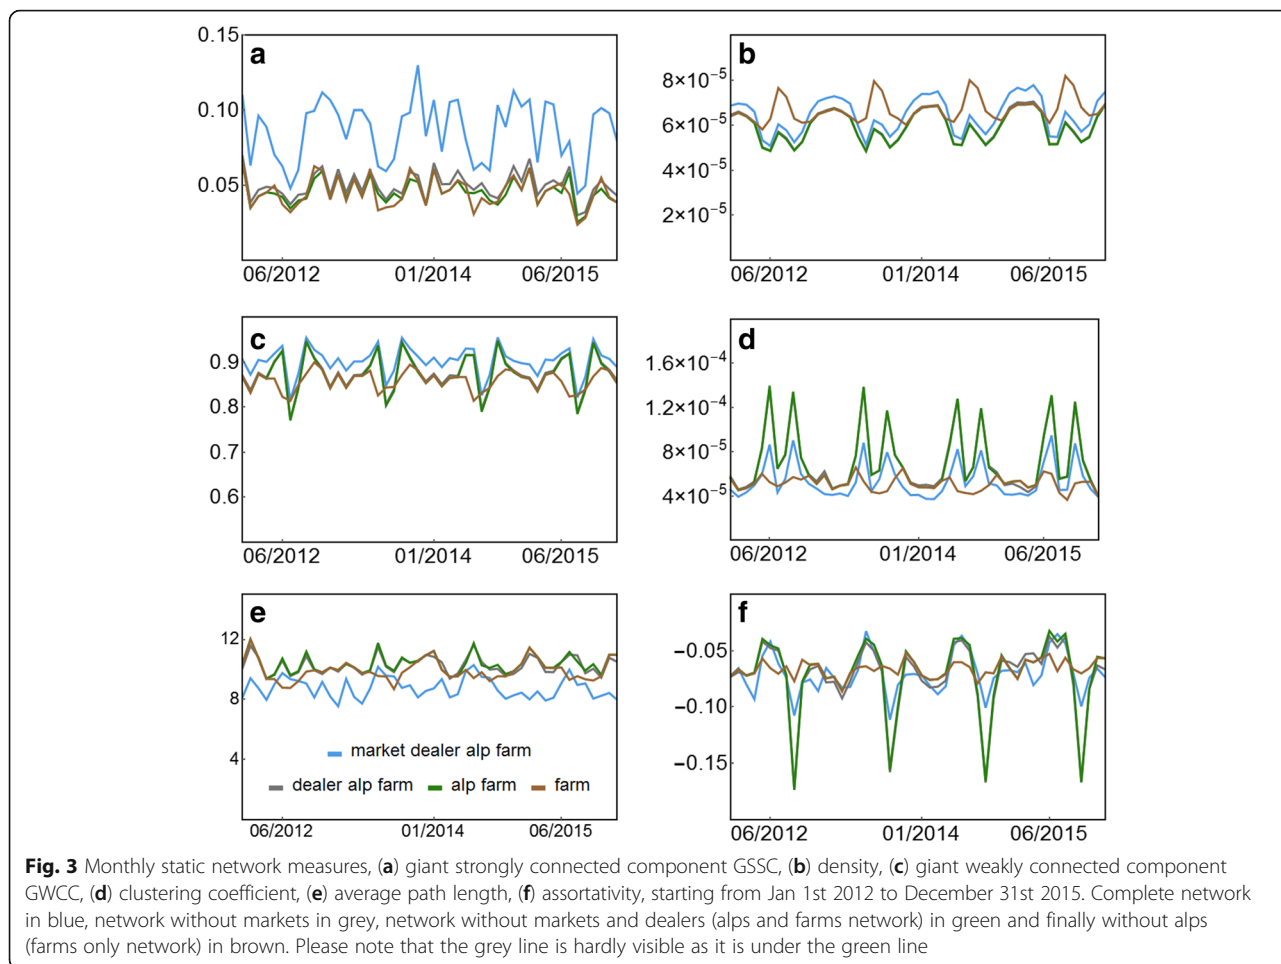 a
0.15
0.10
0.05
06/2012 01/2014 06/2015
b
8×10⁻⁵
6×10⁻⁵
4×10⁻⁵
2×10⁻⁵
06/2012 01/2014 06/2015
c
0.9
0.8
0.7
0.6
06/2012 01/2014 06/2015
d
1.6×10⁻⁴
1.2×10⁻⁴
8×10⁻⁵
4×10⁻⁵
06/2012 01/2014 06/2015
e
12
8
4
market dealer alp farm
dealer alp farm alp farm farm
06/2012 01/2014 06/2015
f
−0.05
−0.10
−0.15
06/2012 01/2014 06/2015
Fig. 3 Monthly static network measures, (a) giant strongly connected component GSSC, (b) density, (c) giant weakly connected component
GWCC, (d) clustering coefficient, (e) average path length, (f) assortativity, starting from Jan 1st 2012 to December 31st 2015. Complete network
in blue, network without markets in grey, network without markets and dealers (alps and farms network) in green and finally without alps
(farms only network) in brown. Please note that the grey line is hardly visible as it is under the green line